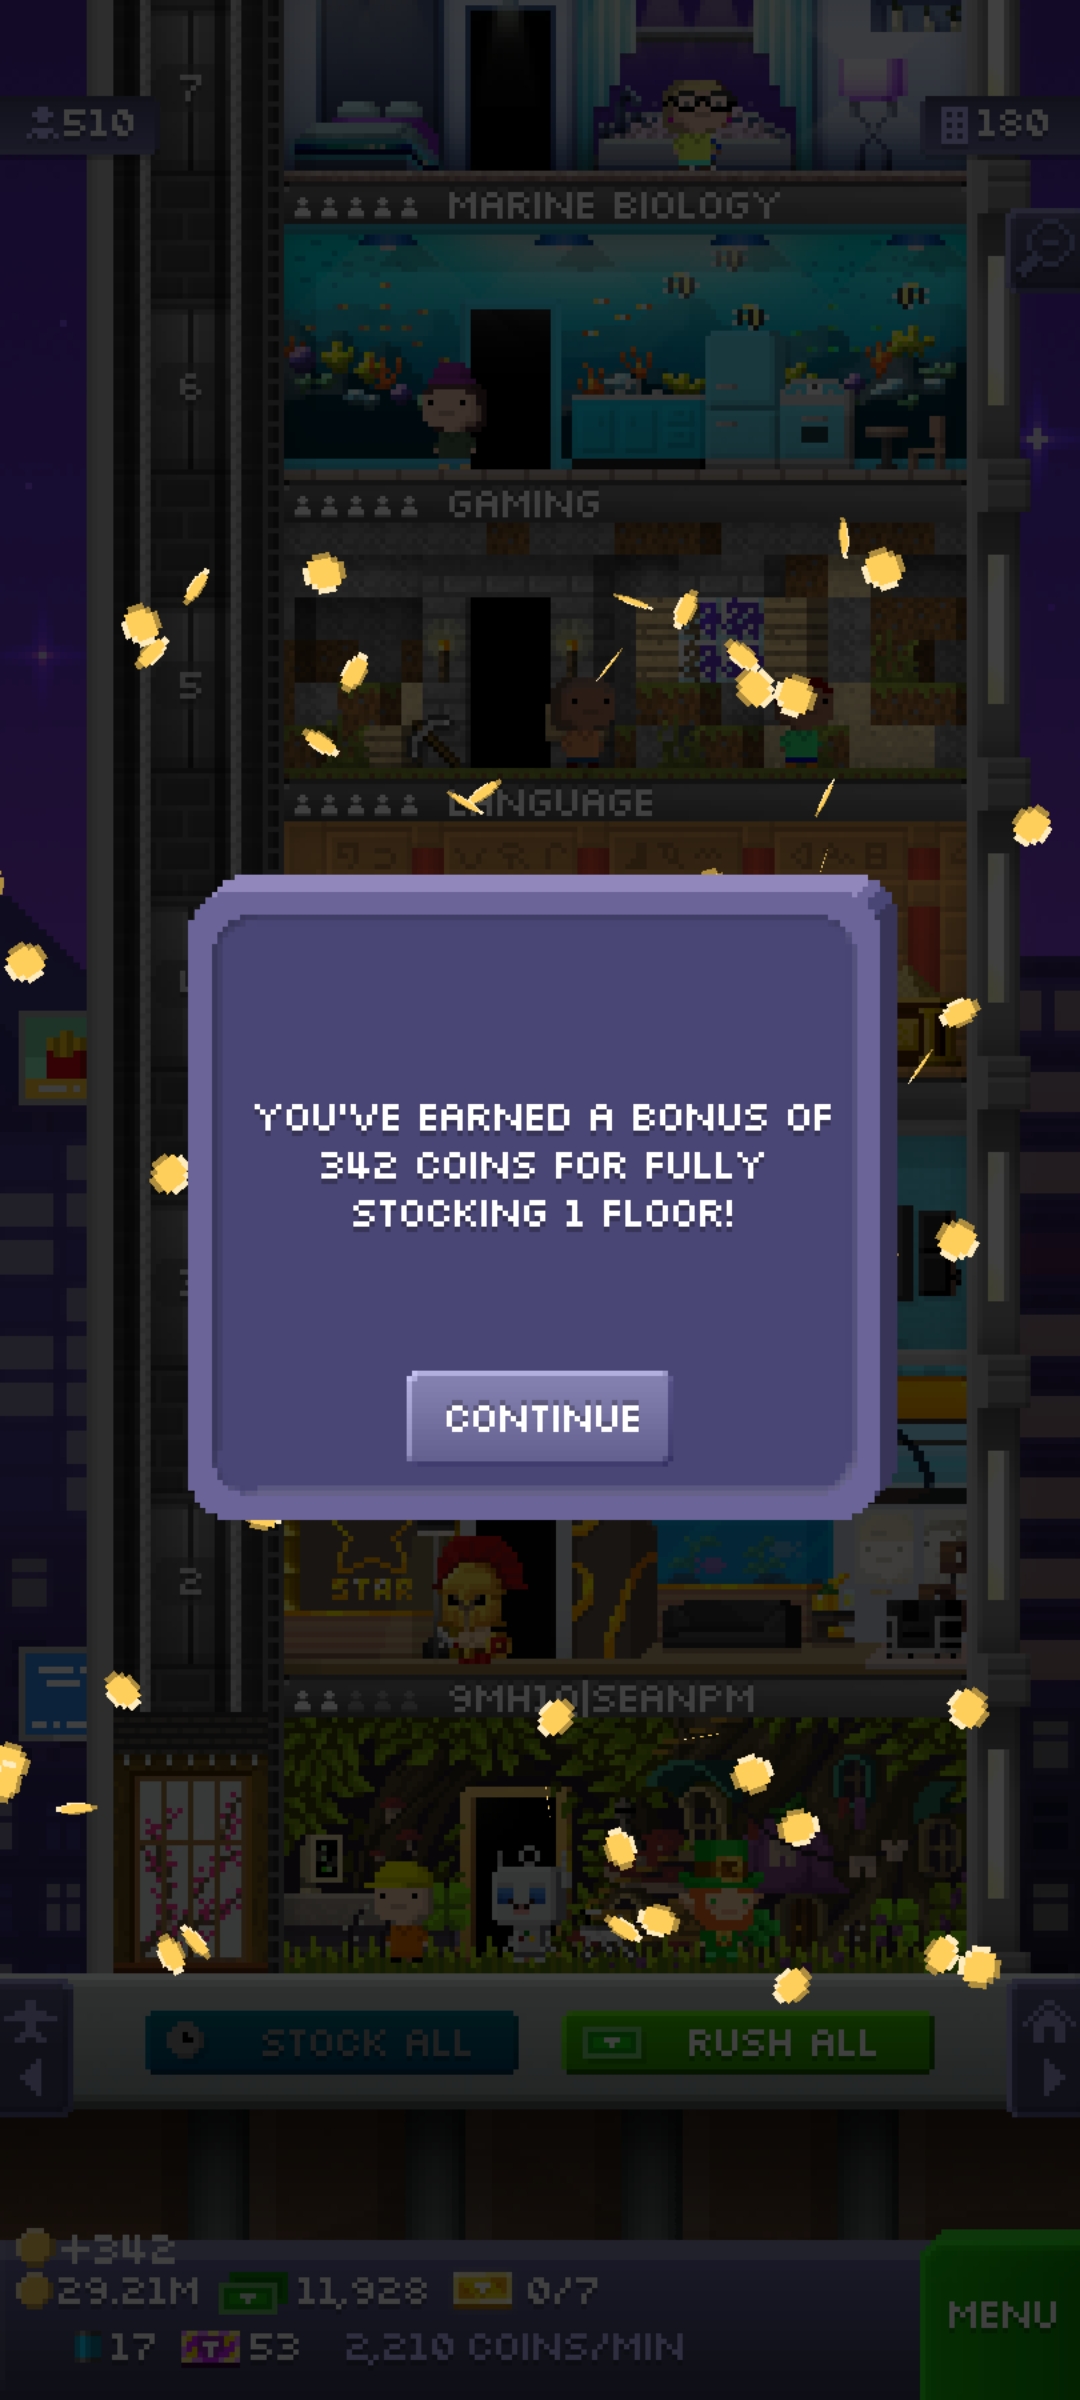 7
510
180
MARINE BIOLOGY
6
GAMING
5
LANGUAGE
YOU'VE EARNED A BONUS OF
342 COINS FOR FULLY
STOCKING 1 FLOOR!
CONTINUE
STAR
2
STOCK ALL
RUSH ALL
+342
29.21M
11,928
0/7
17
53
2,210 COINS/MIN
MENU